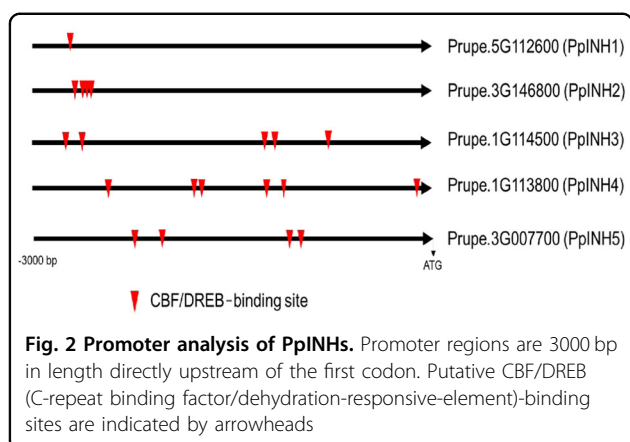 Prupe.5G112600 (PpINH1)
Prupe.3G146800 (PpINH2)
Prupe.1G114500 (PpINH3)
Prupe.1G113800 (PpINH4)
Prupe.3G007700 (PpINH5)
-3000 bp
ATG
CBF/DREB-binding site
Fig. 2 Promoter analysis of PpINHs. Promoter regions are 3000 bp
in length directly upstream of the first codon. Putative CBF/DREB
(C-repeat binding factor/dehydration-responsive-element)-binding
sites are indicated by arrowheads